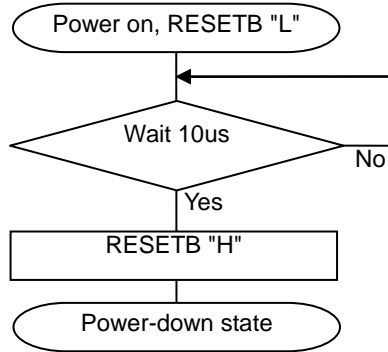 Power on, RESETB "L"
Wait 10us
No
Yes
RESETB "H"
Power-down state